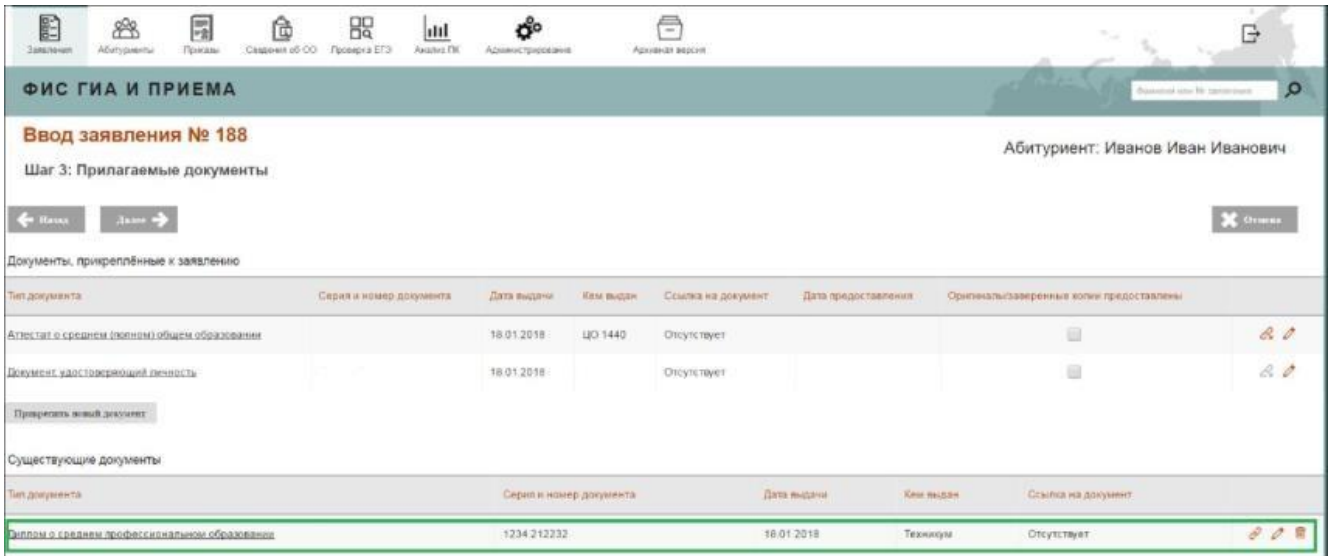 Заявления Абитуриенты Приказы Сведения об ОО Проверка ЕГЭ Анализ ПК Администрирование Архивная версия
ФИС ГИА И ПРИЕМА
Фамилия или № заявления
Ввод заявления № 188
Абитуриент: Иванов Иван Иванович
Шаг 3: Прилагаемые документы
Назад Далее Отмена
Документы, прикреплённые к заявлению
Тип документа Серия и номер документа Дата выдачи Кем выдан Ссылка на документ Дата предоставления Оригиналы/заверенные копии предоставлены
Аттестат о среднем (полном) общем образовании 18.01.2018 ЦО 1440 Отсутствует
Документ, удостоверяющий личность 18.01.2018 Отсутствует
Прикрепить новый документ
Существующие документы
Тип документа Серия и номер документа Дата выдачи Кем выдан Ссылка на документ
Диплом о среднем профессиональном образовании 1234 212232 18.01.2018 Техникум Отсутствует